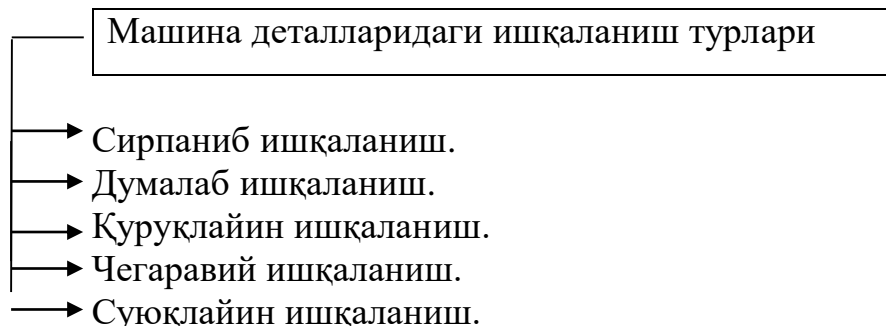 Машина деталларидаги ишқаланиш турлари
Сирпаниб ишқаланиш.
Думалаб ишқаланиш.
Қуруқлайин ишқаланиш.
Чегаравий ишқаланиш.
Суюқлайин ишқаланиш.